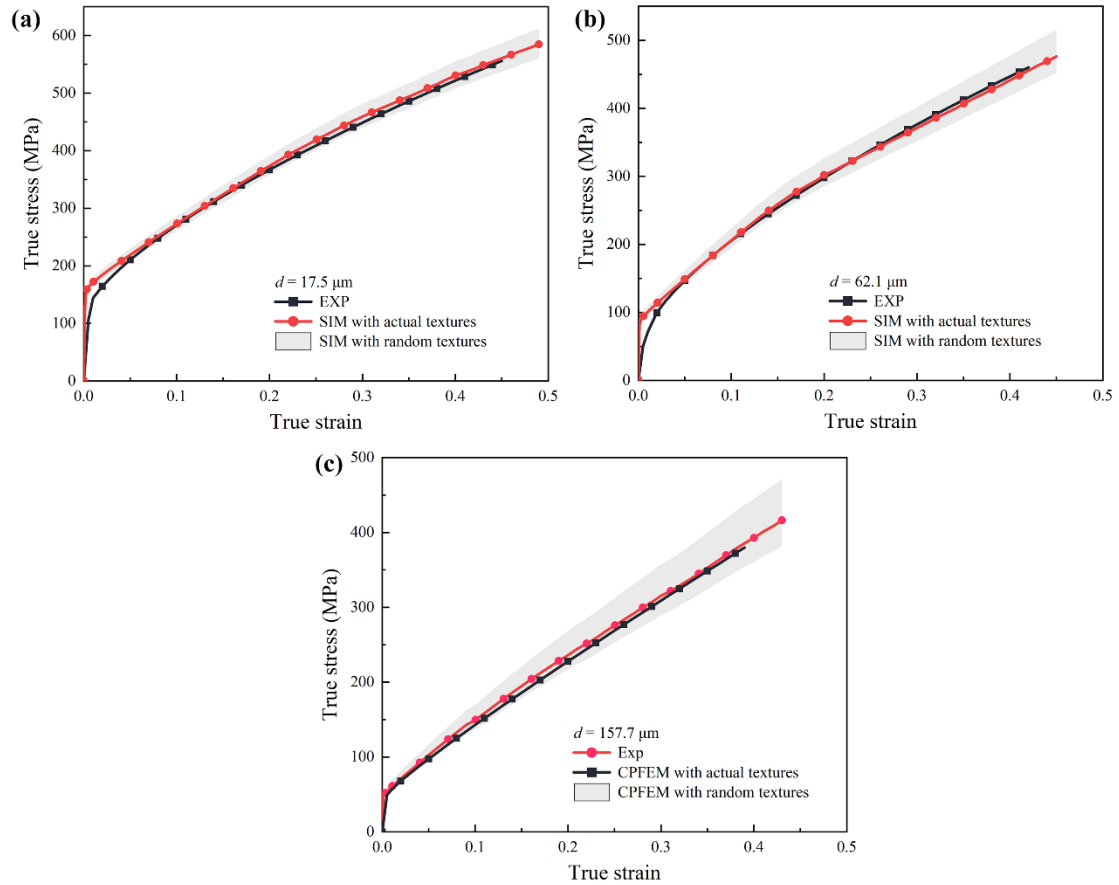 (a)
600
500
400
300
200
100
0
True stress (MPa)
d = 17.5 μm
EXP
SIM with actual textures
SIM with random textures
0.0 0.1 0.2 0.3 0.4 0.5
True strain
(b)
500
400
300
200
100
0
True stress (MPa)
d = 62.1 μm
EXP
SIM with actual textures
SIM with random textures
0.0 0.1 0.2 0.3 0.4 0.5
True strain
(c)
500
400
300
200
100
0
True stress (MPa)
d = 157.7 μm
Exp
CPFEM with actual textures
CPFEM with random textures
0.0 0.1 0.2 0.3 0.4 0.5
True strain